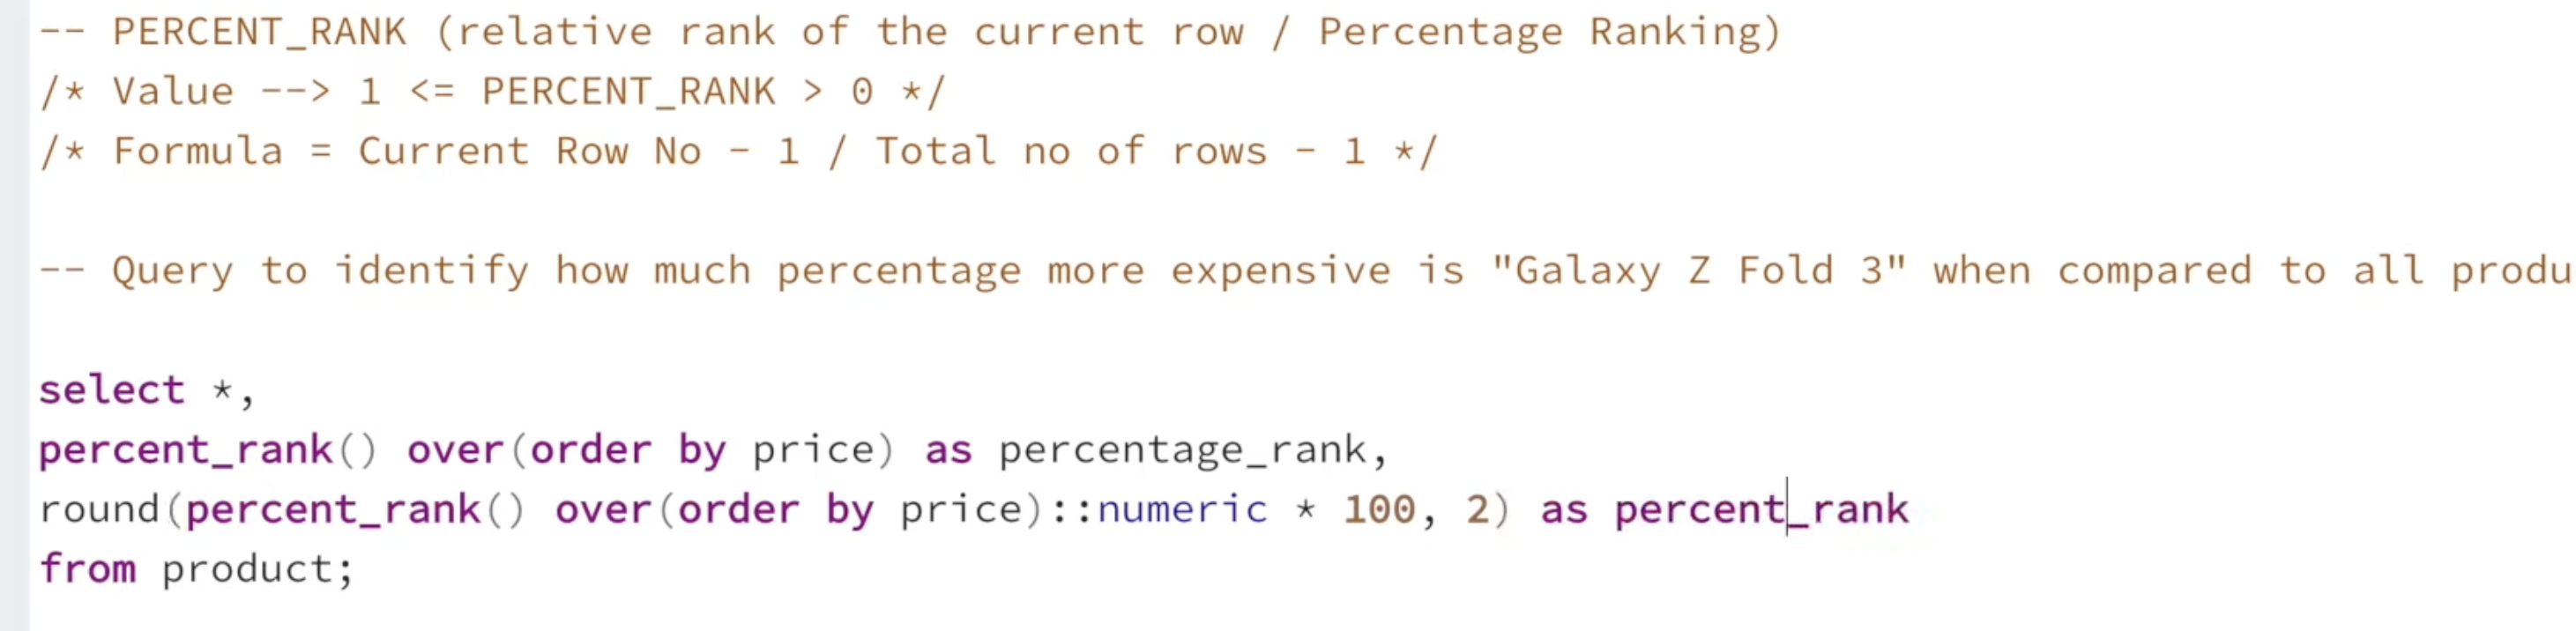 -- PERCENT_RANK (relative rank of the current row / Percentage Ranking)
/* Value --> 1 <= PERCENT_RANK > 0 */
/* Formula = Current Row No - 1 / Total no of rows - 1 */
-- Query to identify how much percentage more expensive is "Galaxy Z Fold 3" when compared to all produ
select *,
percent_rank() over(order by price) as percentage_rank,
round(percent_rank() over(order by price)::numeric * 100, 2) as percent_rank
from product;